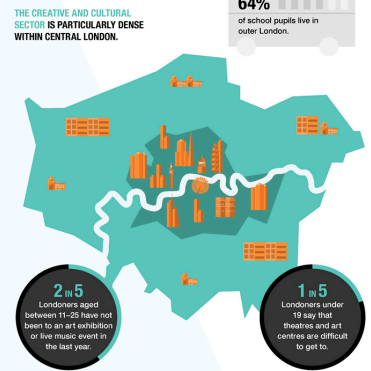 THE CREATIVE AND CULTURAL
SECTOR IS PARTICULARLY DENSE
WITHIN CENTRAL LONDON.
64%
of school pupils live in
outer London.
2 IN 5
Londoners aged
between 11–25 have not
been to an art exhibition
or live music event in
the last year.
1 IN 5
Londoners under
19 say that
theatres and art
centres are difficult
to get to.